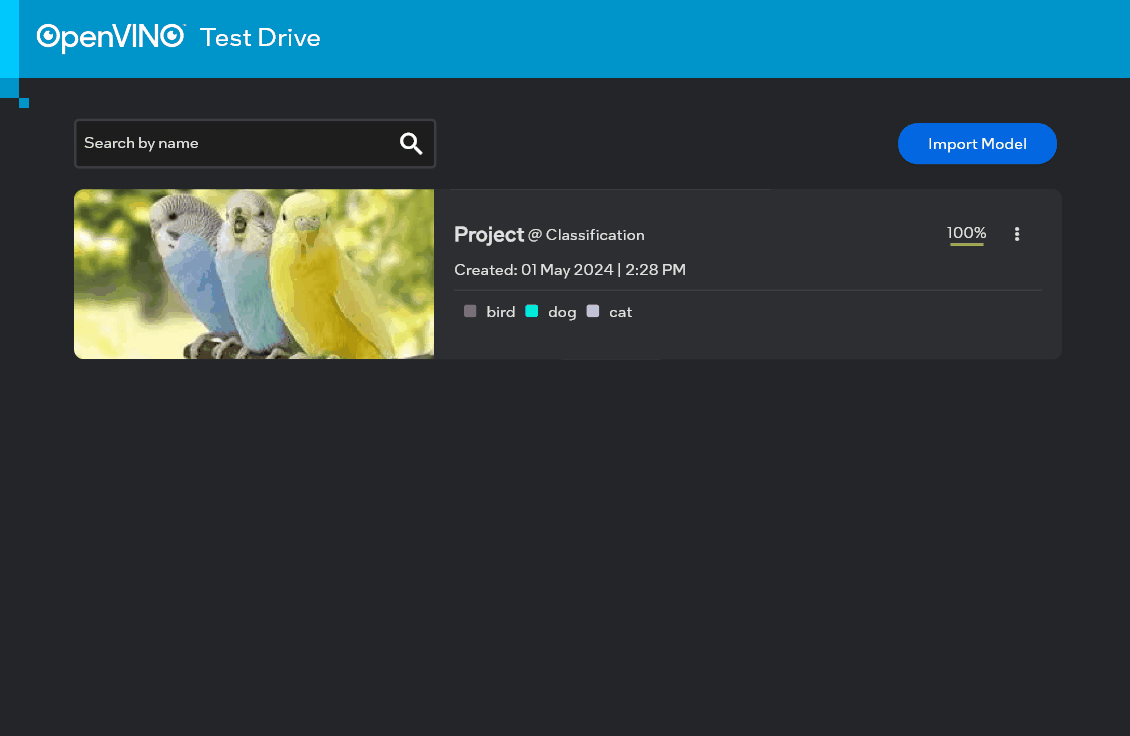 OpenVINO™ Test Drive
Search by name
Import Model
Project @ Classification
100%
Created: 01 May 2024 | 2:28 PM
bird dog cat